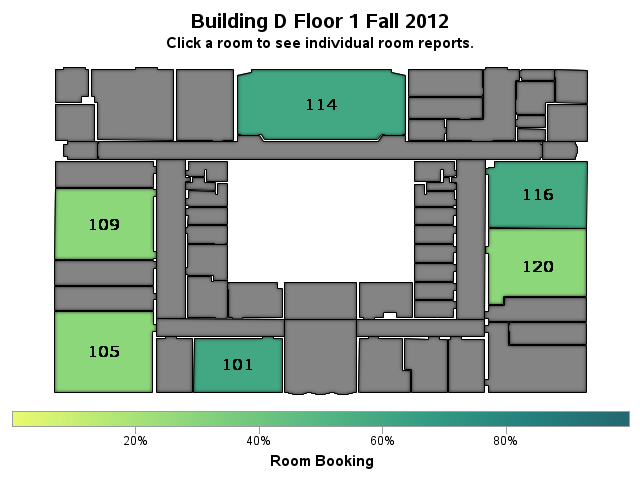 Building D Floor 1 Fall 2012
Click a room to see individual room reports.
114
116
109
120
105
101
20% 40% 60% 80%
Room Booking